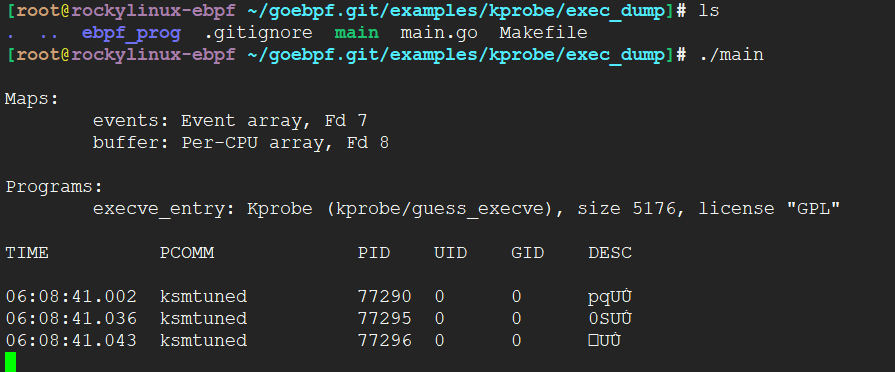 [root@rockylinux-ebpf ~/goebpf.git/examples/kprobe/exec_dump]# ls
.  ..  ebpf_prog  .gitignore  main  main.go  Makefile
[root@rockylinux-ebpf ~/goebpf.git/examples/kprobe/exec_dump]# ./main
Maps:
events: Event array, Fd 7
buffer: Per-CPU array, Fd 8
Programs:
execve_entry: Kprobe (kprobe/guess_execve), size 5176, license "GPL"
TIME PCOMM PID UID GID DESC
06:08:41.002 ksmtuned 77290 0 0 pqUÛ
06:08:41.036 ksmtuned 77295 0 0 0SUÛ
06:08:41.043 ksmtuned 77296 0 0 □UÛ